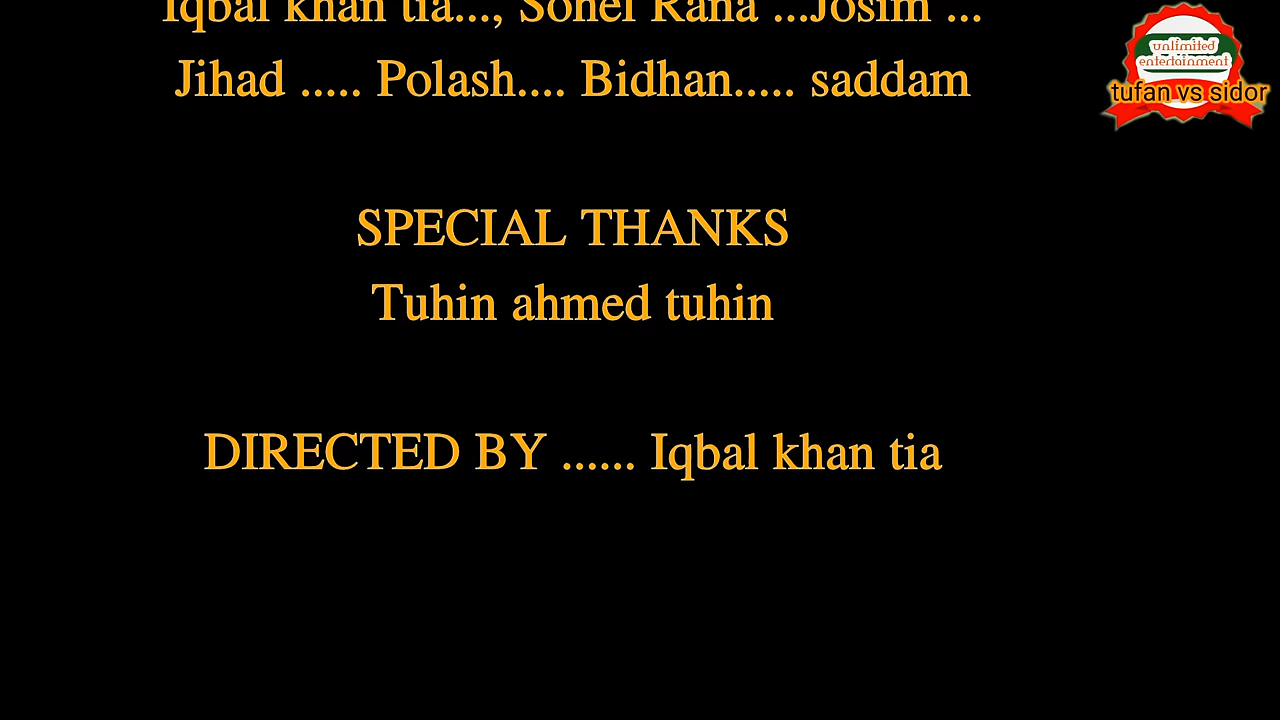 Iqbal khan tia..., Sohel Rana ...Josim ...
Jihad ..... Polash.... Bidhan..... saddam
SPECIAL THANKS
Tuhin ahmed tuhin
DIRECTED BY ...... Iqbal khan tia
unlimited
entertainment
tufan vs sidor